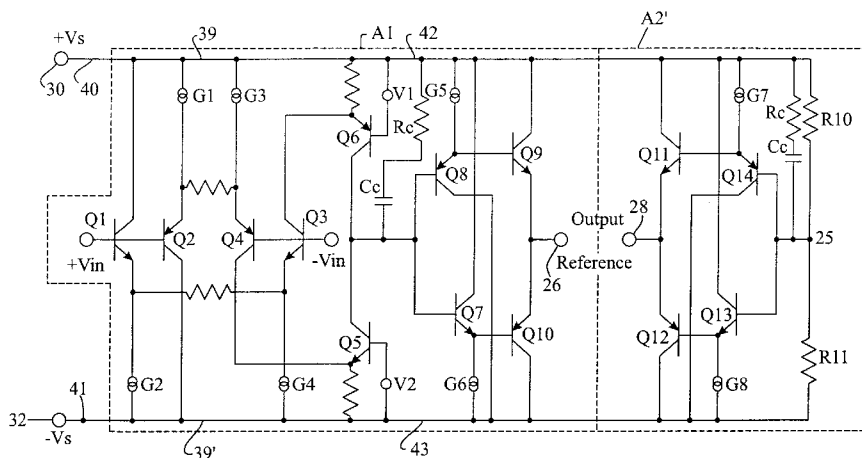 +Vs
39
A1
42
A2'
30
40
G1
G3
V1
G5
Rc
G7
Rc
R10
Q6
Q9
Q11
Cc
Q8
Cc
Q14
Q1
Q2
Q4
Q3
Output
28
+Vin
-Vin
26
Reference
25
Q5
Q7
Q10
Q12
Q13
R11
G2
G4
V2
G6
G8
41
32
-Vs
39'
43